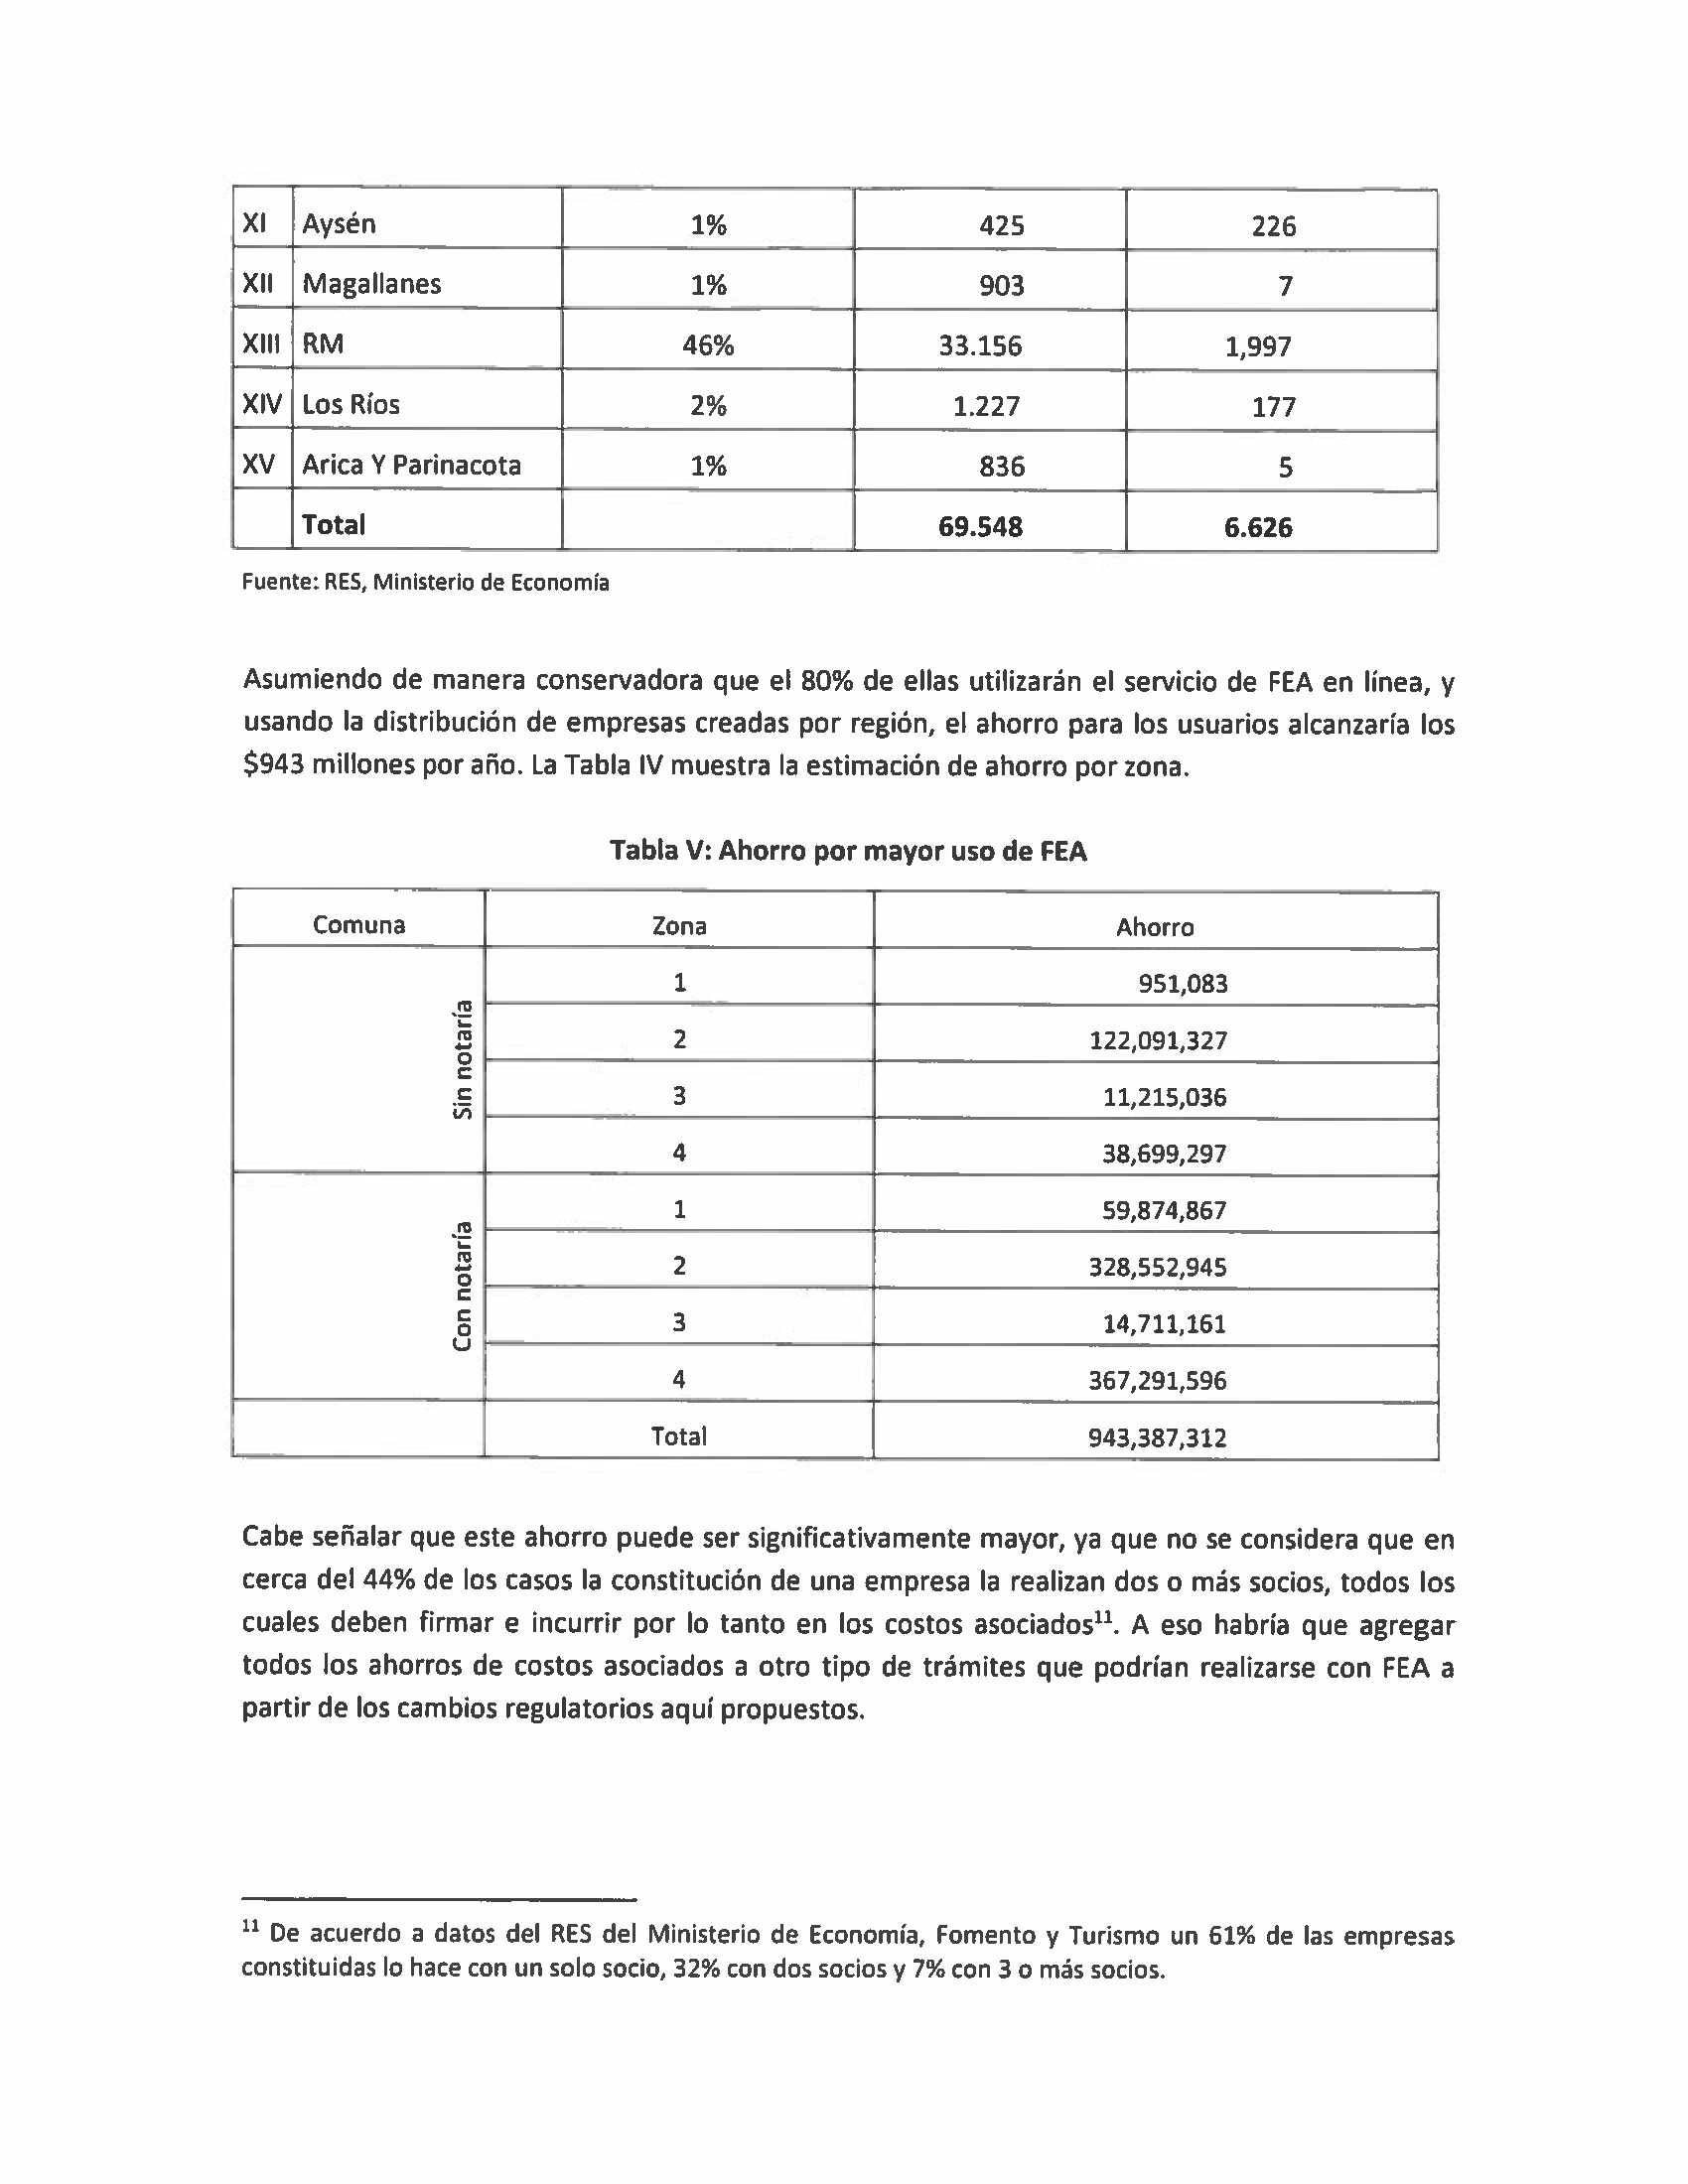 XI Aysén 1% 425 226
XII Magallanes 1% 903 7
XIII RM 46% 33.156 1,997
XIV Los Ríos 2% 1.227 177
XV Arica Y Parinacota 1% 836 5
Total 69.548 6.626
Fuente: RES, Ministerio de Economía
Asumiendo de manera conservadora que el 80% de ellas utilizarán el servicio de FEA en línea, y
usando la distribución de empresas creadas por región, el ahorro para los usuarios alcanzaría los
$943 millones por año. La Tabla IV muestra la estimación de ahorro por zona.
Tabla V: Ahorro por mayor uso de FEA
Comuna Zona Ahorro
Sin notaría
1 951,083
2 122,091,327
3 11,215,036
4 38,699,297
Con notaría
1 59,874,867
2 328,552,945
3 14,711,161
4 367,291,596
Total 943,387,312
Cabe señalar que este ahorro puede ser significativamente mayor, ya que no se considera que en
cerca del 44% de los casos la constitución de una empresa la realizan dos o más socios, todos los
cuales deben firmar e incurrir por lo tanto en los costos asociados¹¹. A eso habría que agregar
todos los ahorros de costos asociados a otro tipo de trámites que podrían realizarse con FEA a
partir de los cambios regulatorios aquí propuestos.
¹¹ De acuerdo a datos del RES del Ministerio de Economía, Fomento y Turismo un 61% de las empresas
constituidas lo hace con un solo socio, 32% con dos socios y 7% con 3 o más socios.